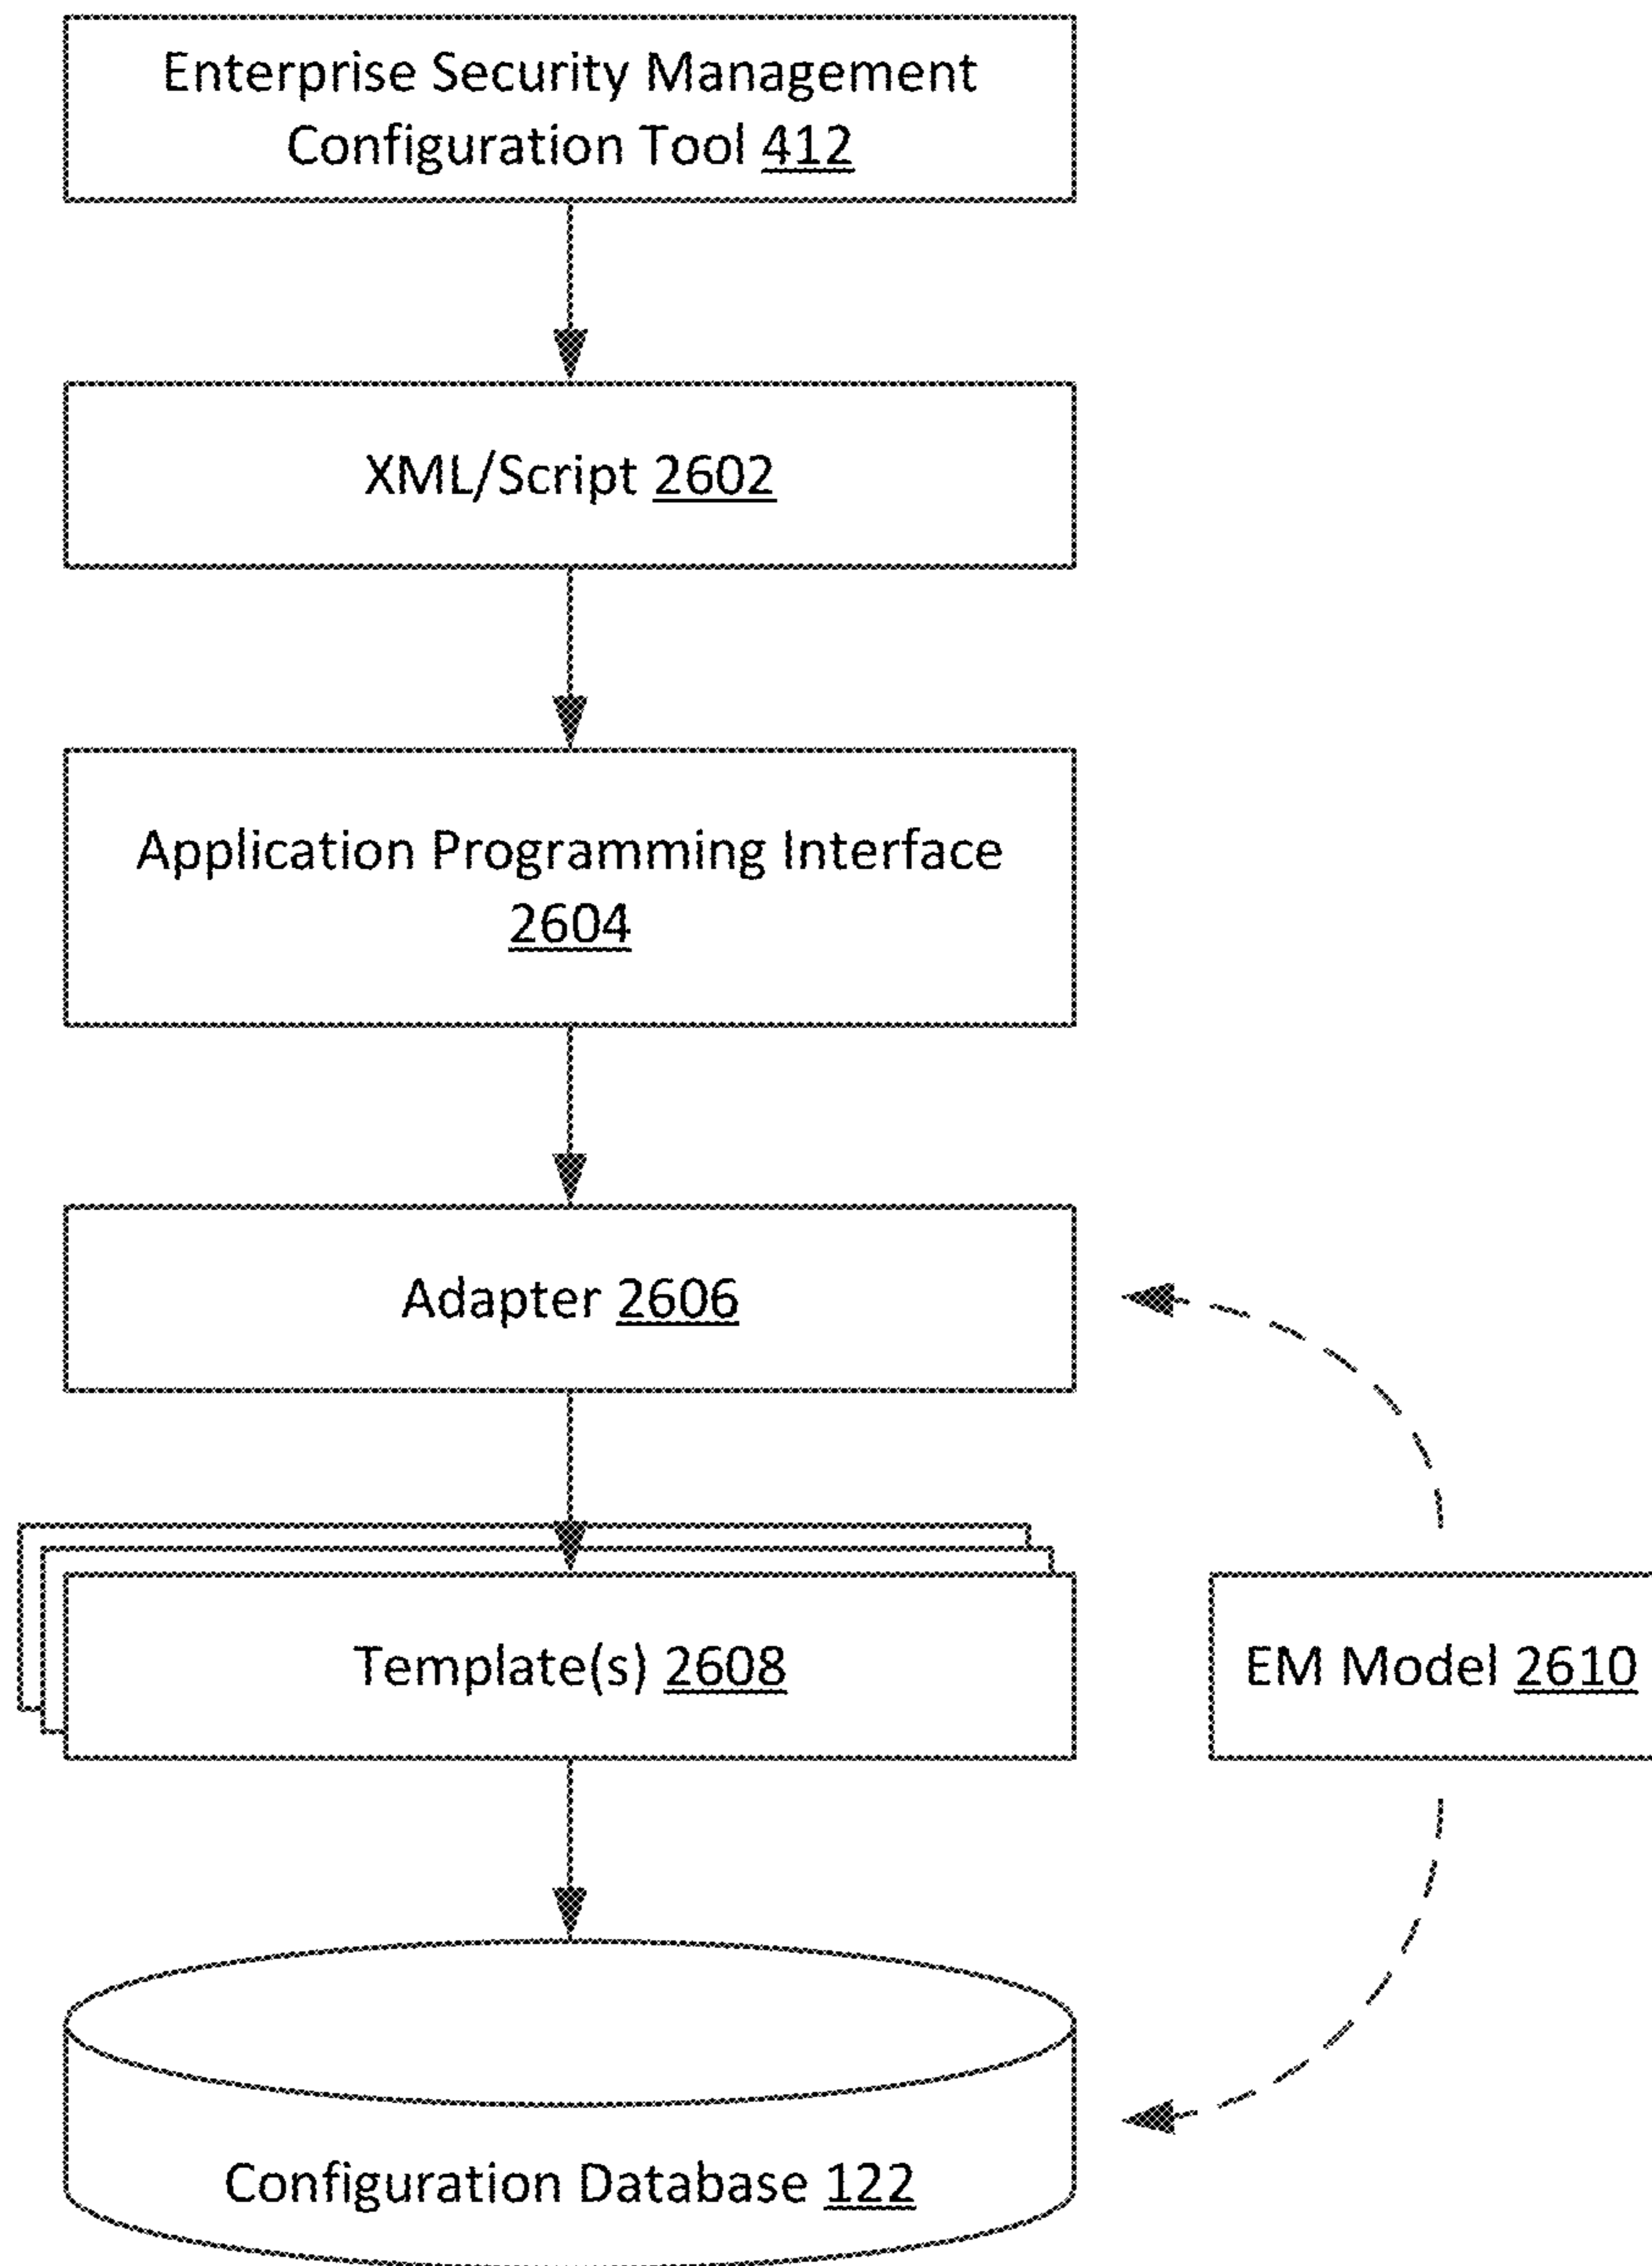 Enterprise Security Management
Configuration Tool 412
XML/Script 2602
Application Programming Interface
2604
Adapter 2606
Template(s) 2608
EM Model 2610
Configuration Database 122